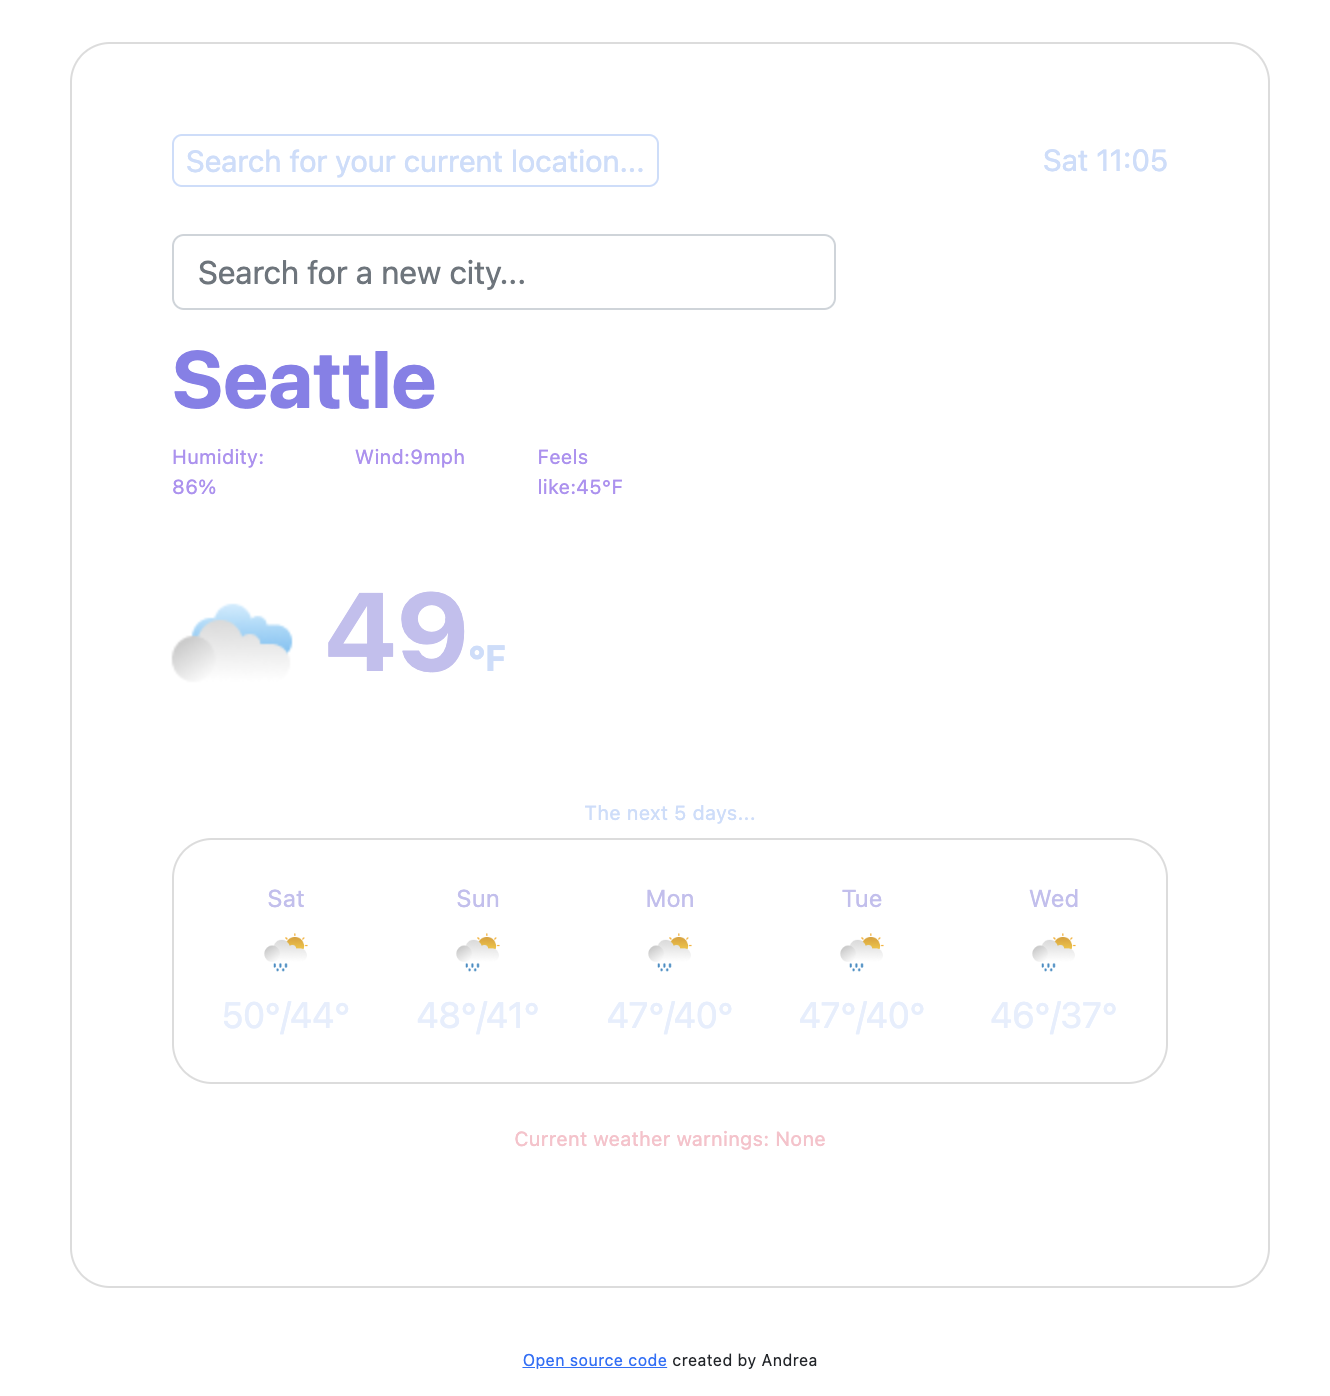 Search for your current location...
Sat 11:05
Search for a new city...
Seattle
Humidity:
86%
Wind:9mph
Feels
like:45°F
49°F
The next 5 days...
Sat Sun Mon Tue Wed
50°/44° 48°/41° 47°/40° 47°/40° 46°/37°
Current weather warnings: None
Open source code created by Andrea